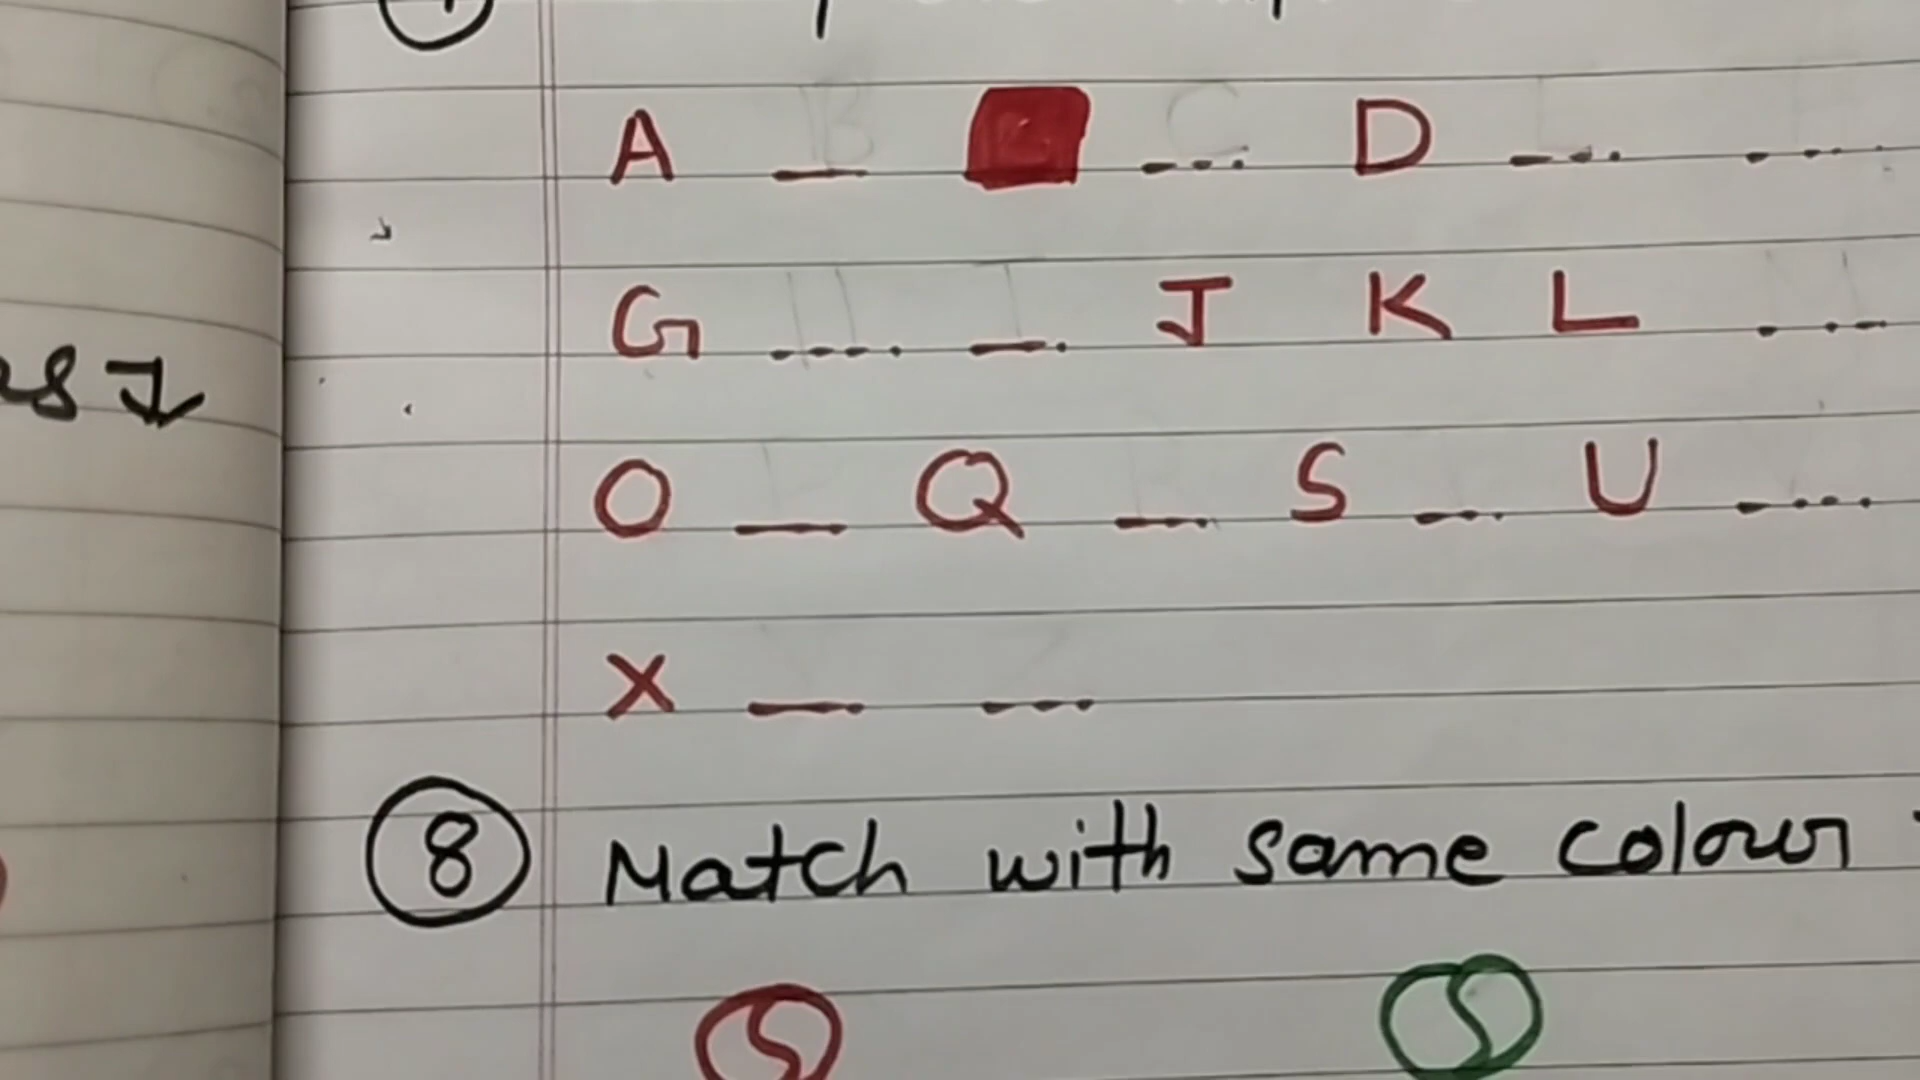 A _ _ D _ _
G _ _ J K L _
O _ Q _ S _ U _
X _ _
8 Match with same colour